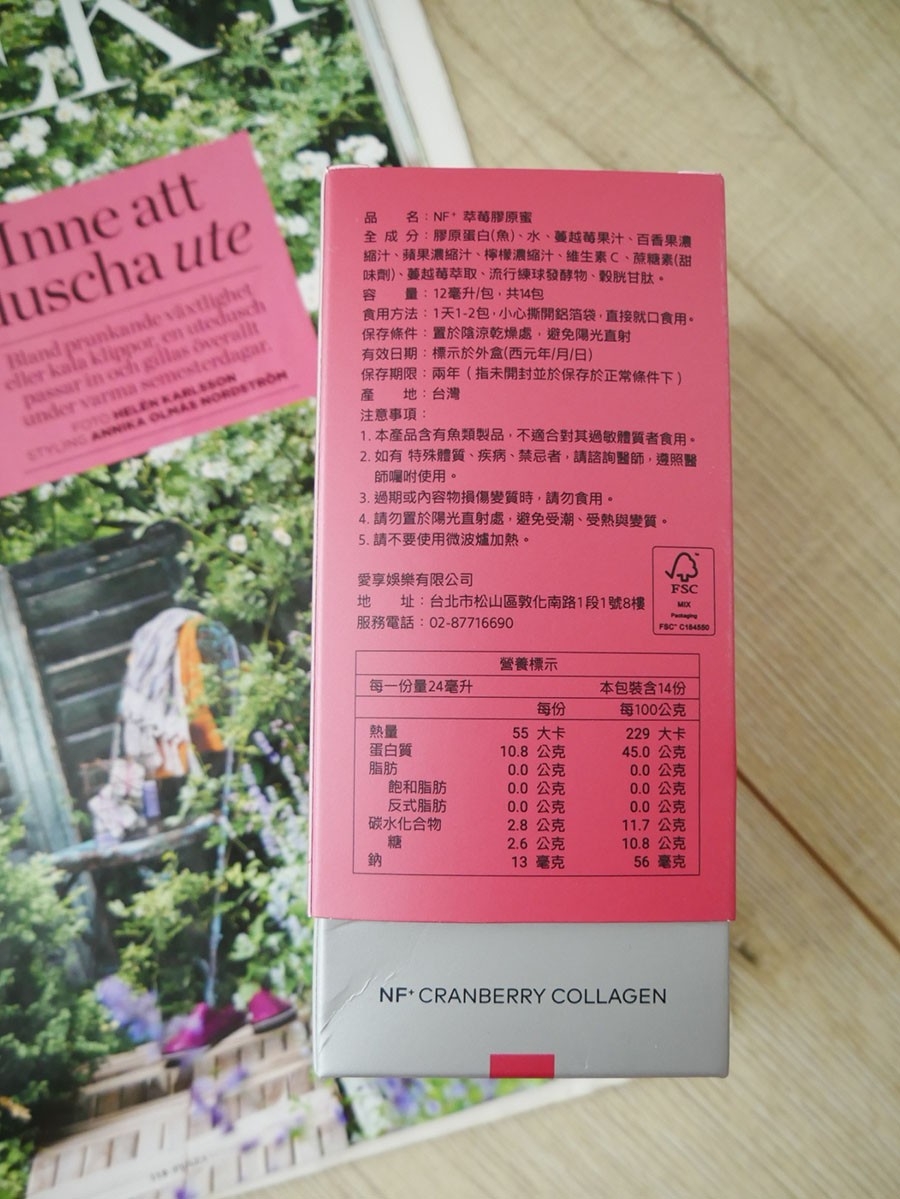 Inne att
duscha ute
Bland prunkande växtlighet
eller kala klippor, en utedusch
passar in och gillas överallt
under varma semesterdagar.
FOTO HELÉN KARLSSON
STYLING ANNIKA OLMÅS NORDSTRÖM
品 名：NF+ 萃莓膠原蜜
全成分：膠原蛋白(魚)、水、蔓越莓果汁、百香果濃
縮汁、蘋果濃縮汁、檸檬濃縮汁、維生素C、蔗糖素(甜
味劑)、蔓越莓萃取、流行練球發酵物、穀胱甘肽。
容 量：12毫升/包，共14包
食用方法：1天1-2包，小心撕開鋁箔袋，直接就口食用。
保存條件：置於陰涼乾燥處，避免陽光直射
有效日期：標示於外盒(西元年/月/日)
保存期限：兩年（指未開封並於保存於正常條件下）
產 地：台灣
注意事項：
1. 本產品含有魚類製品，不適合對其過敏體質者食用。
2. 如有 特殊體質、疾病、禁忌者，請諮詢醫師，遵照醫
師囑咐使用。
3. 過期或內容物損傷變質時，請勿食用。
4. 請勿置於陽光直射處，避免受潮、受熱與變質。
5. 請不要使用微波爐加熱。
愛享娛樂有限公司
地 址：台北市松山區敦化南路1段1號8樓
服務電話：02-87716690
FSC
MIX
Packaging
FSC® C184550
營養標示
每一份量24毫升 本包裝含14份
每份 每100公克
熱量 55 大卡 229 大卡
蛋白質 10.8 公克 45.0 公克
脂肪 0.0 公克 0.0 公克
飽和脂肪 0.0 公克 0.0 公克
反式脂肪 0.0 公克 0.0 公克
碳水化合物 2.8 公克 11.7 公克
糖 2.6 公克 10.8 公克
鈉 13 毫克 56 毫克
NF+ CRANBERRY COLLAGEN